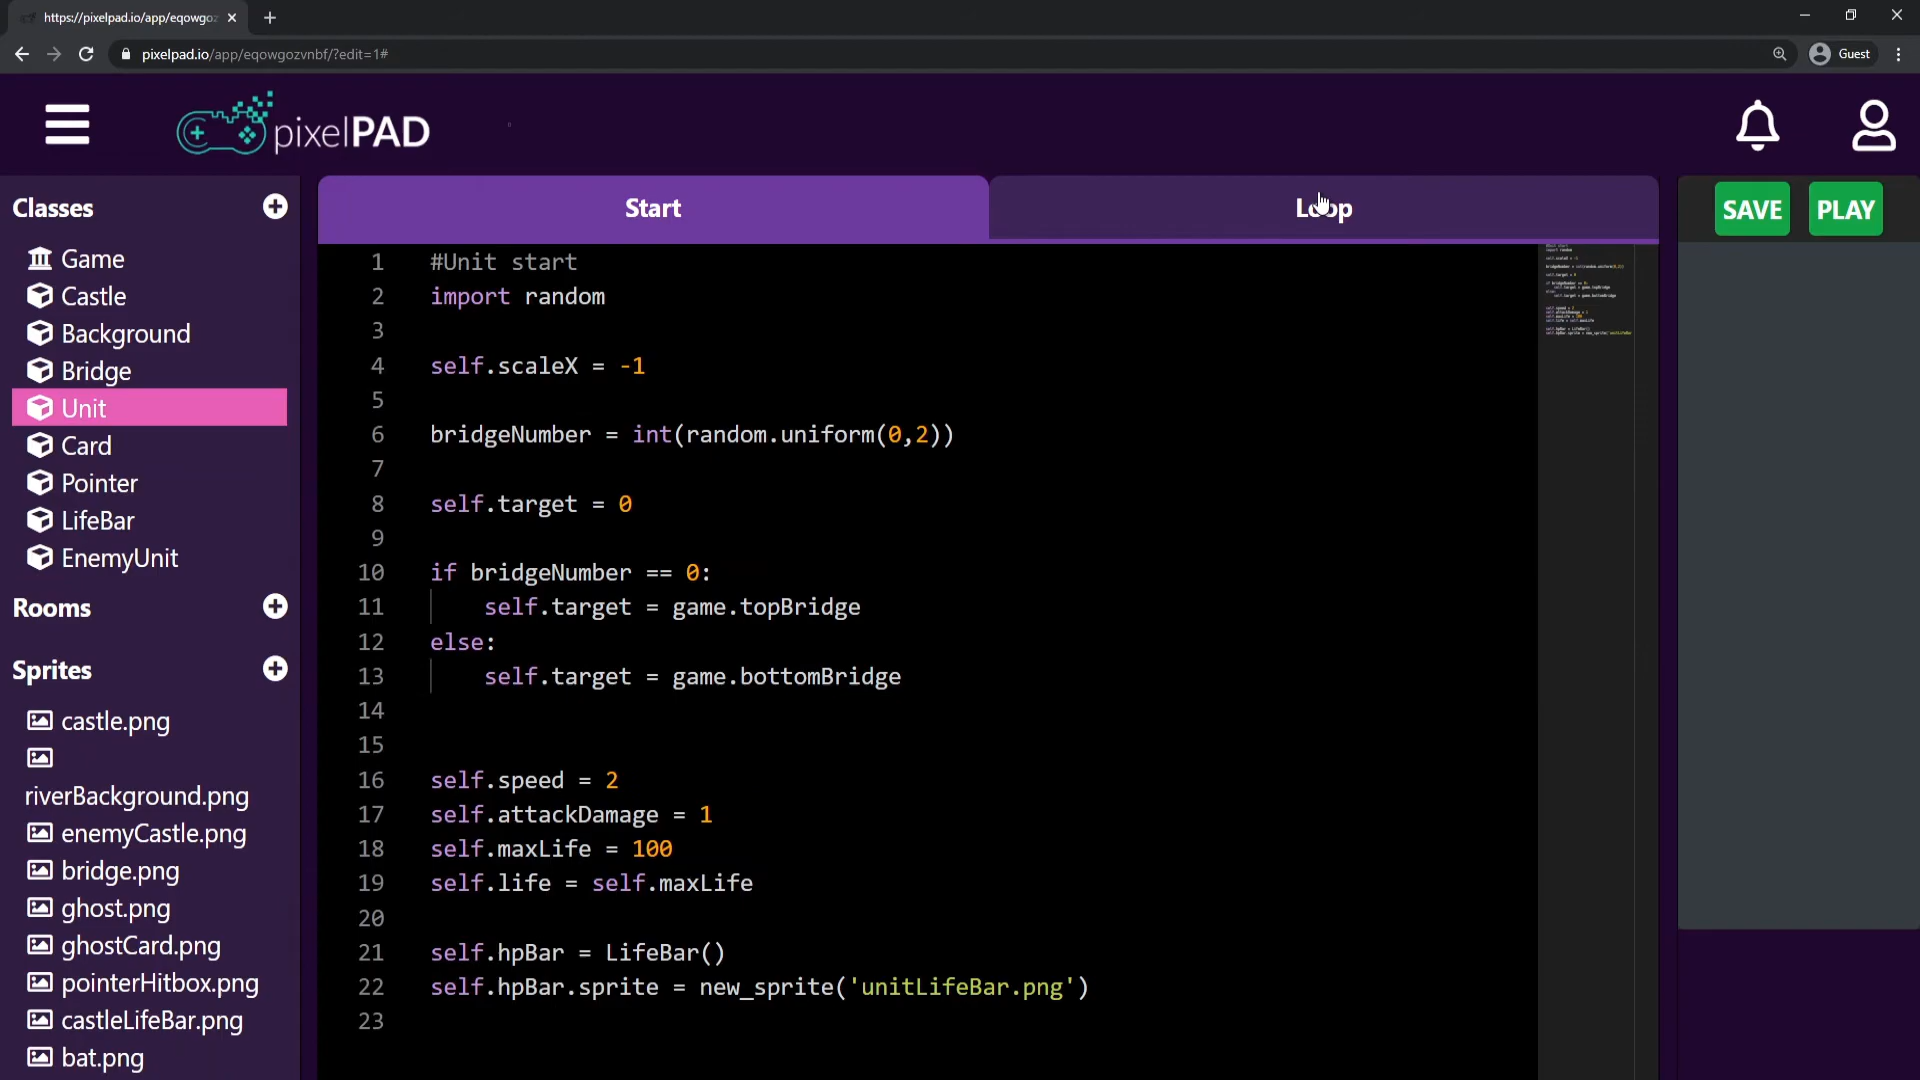 https://pixelpad.io/app/eqowgoz
pixelpad.io/app/eqowgozvnbf/?edit=1#
Guest
pixelPAD
Classes
Start
Loop
SAVE
PLAY
Game
Castle
Background
Bridge
Unit
Card
Pointer
LifeBar
EnemyUnit
Rooms
Sprites
castle.png
riverBackground.png
enemyCastle.png
bridge.png
ghost.png
ghostCard.png
pointerHitbox.png
castleLifeBar.png
bat.png
1 #Unit start
2 import random
3
4 self.scaleX = -1
5
6 bridgeNumber = int(random.uniform(0,2))
7
8 self.target = 0
9
10 if bridgeNumber == 0:
11 self.target = game.topBridge
12 else:
13 self.target = game.bottomBridge
14
15
16 self.speed = 2
17 self.attackDamage = 1
18 self.maxLife = 100
19 self.life = self.maxLife
20
21 self.hpBar = LifeBar()
22 self.hpBar.sprite = new_sprite('unitLifeBar.png')
23